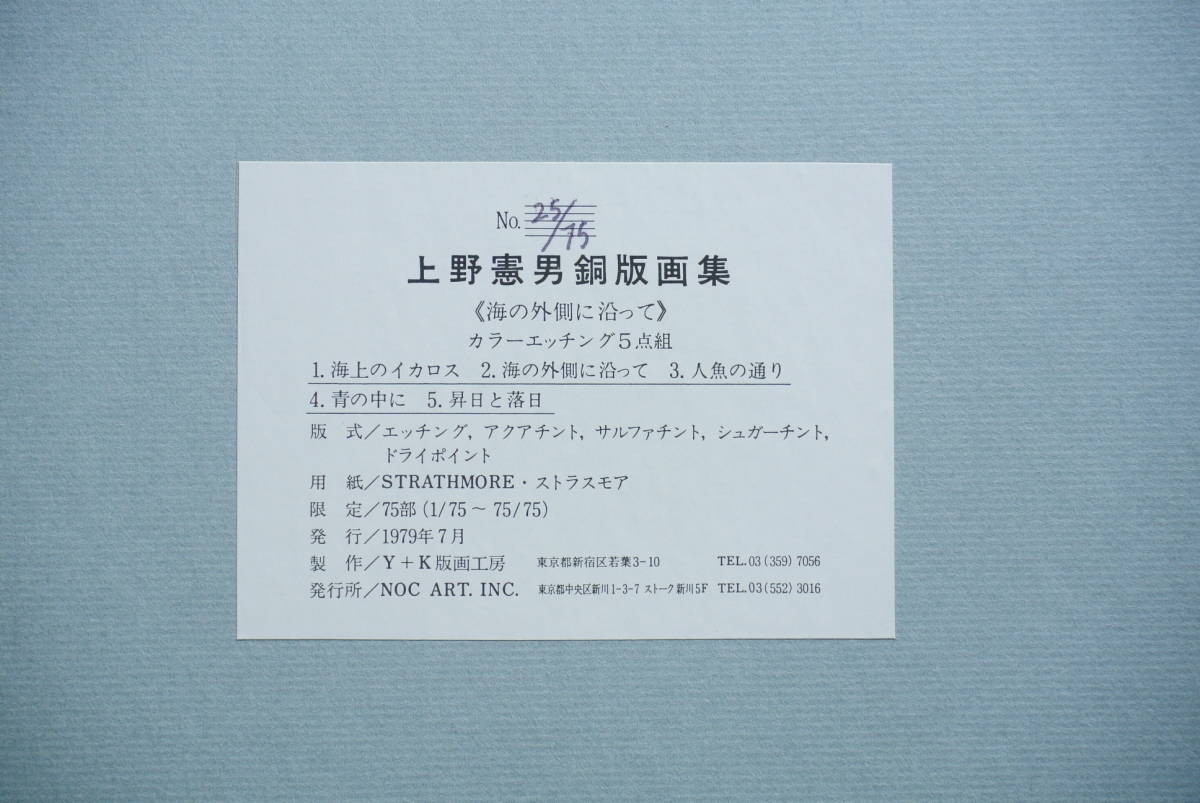 No. 25/75
上野憲男銅版画集
《海の外側に沿って》
カラーエッチング5点組
1. 海上のイカロス 2. 海の外側に沿って 3. 人魚の通り
4. 青の中に 5. 昇日と落日
版 式/エッチング, アクアチント, サルファチント, シュガーチント,
ドライポイント
用 紙/STRATHMORE・ストラスモア
限 定/75部 (1/75〜75/75)
発 行/1979年7月
製 作/Y+K版画工房 東京都新宿区若葉3-10 TEL.03(359)7056
発行所/NOC ART. INC. 東京都中央区新川1-3-7 ストーク新川5F TEL.03(552)3016